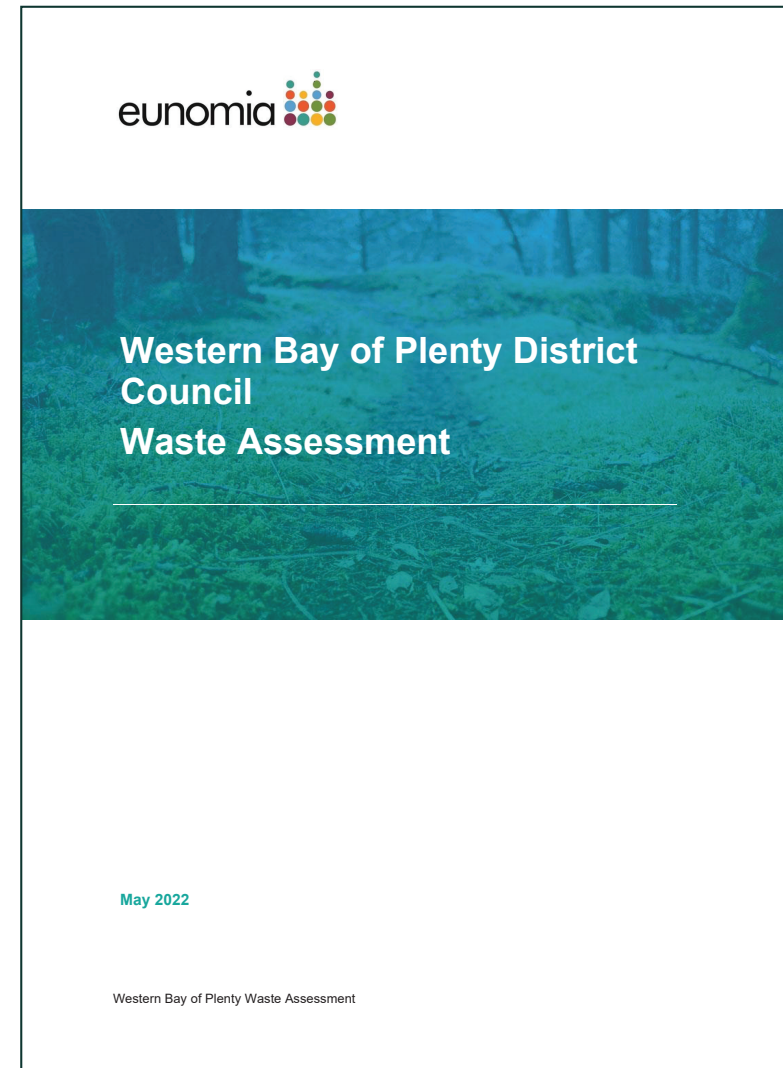 eunomia
Western Bay of Plenty District
Council
Waste Assessment
May 2022
Western Bay of Plenty Waste Assessment